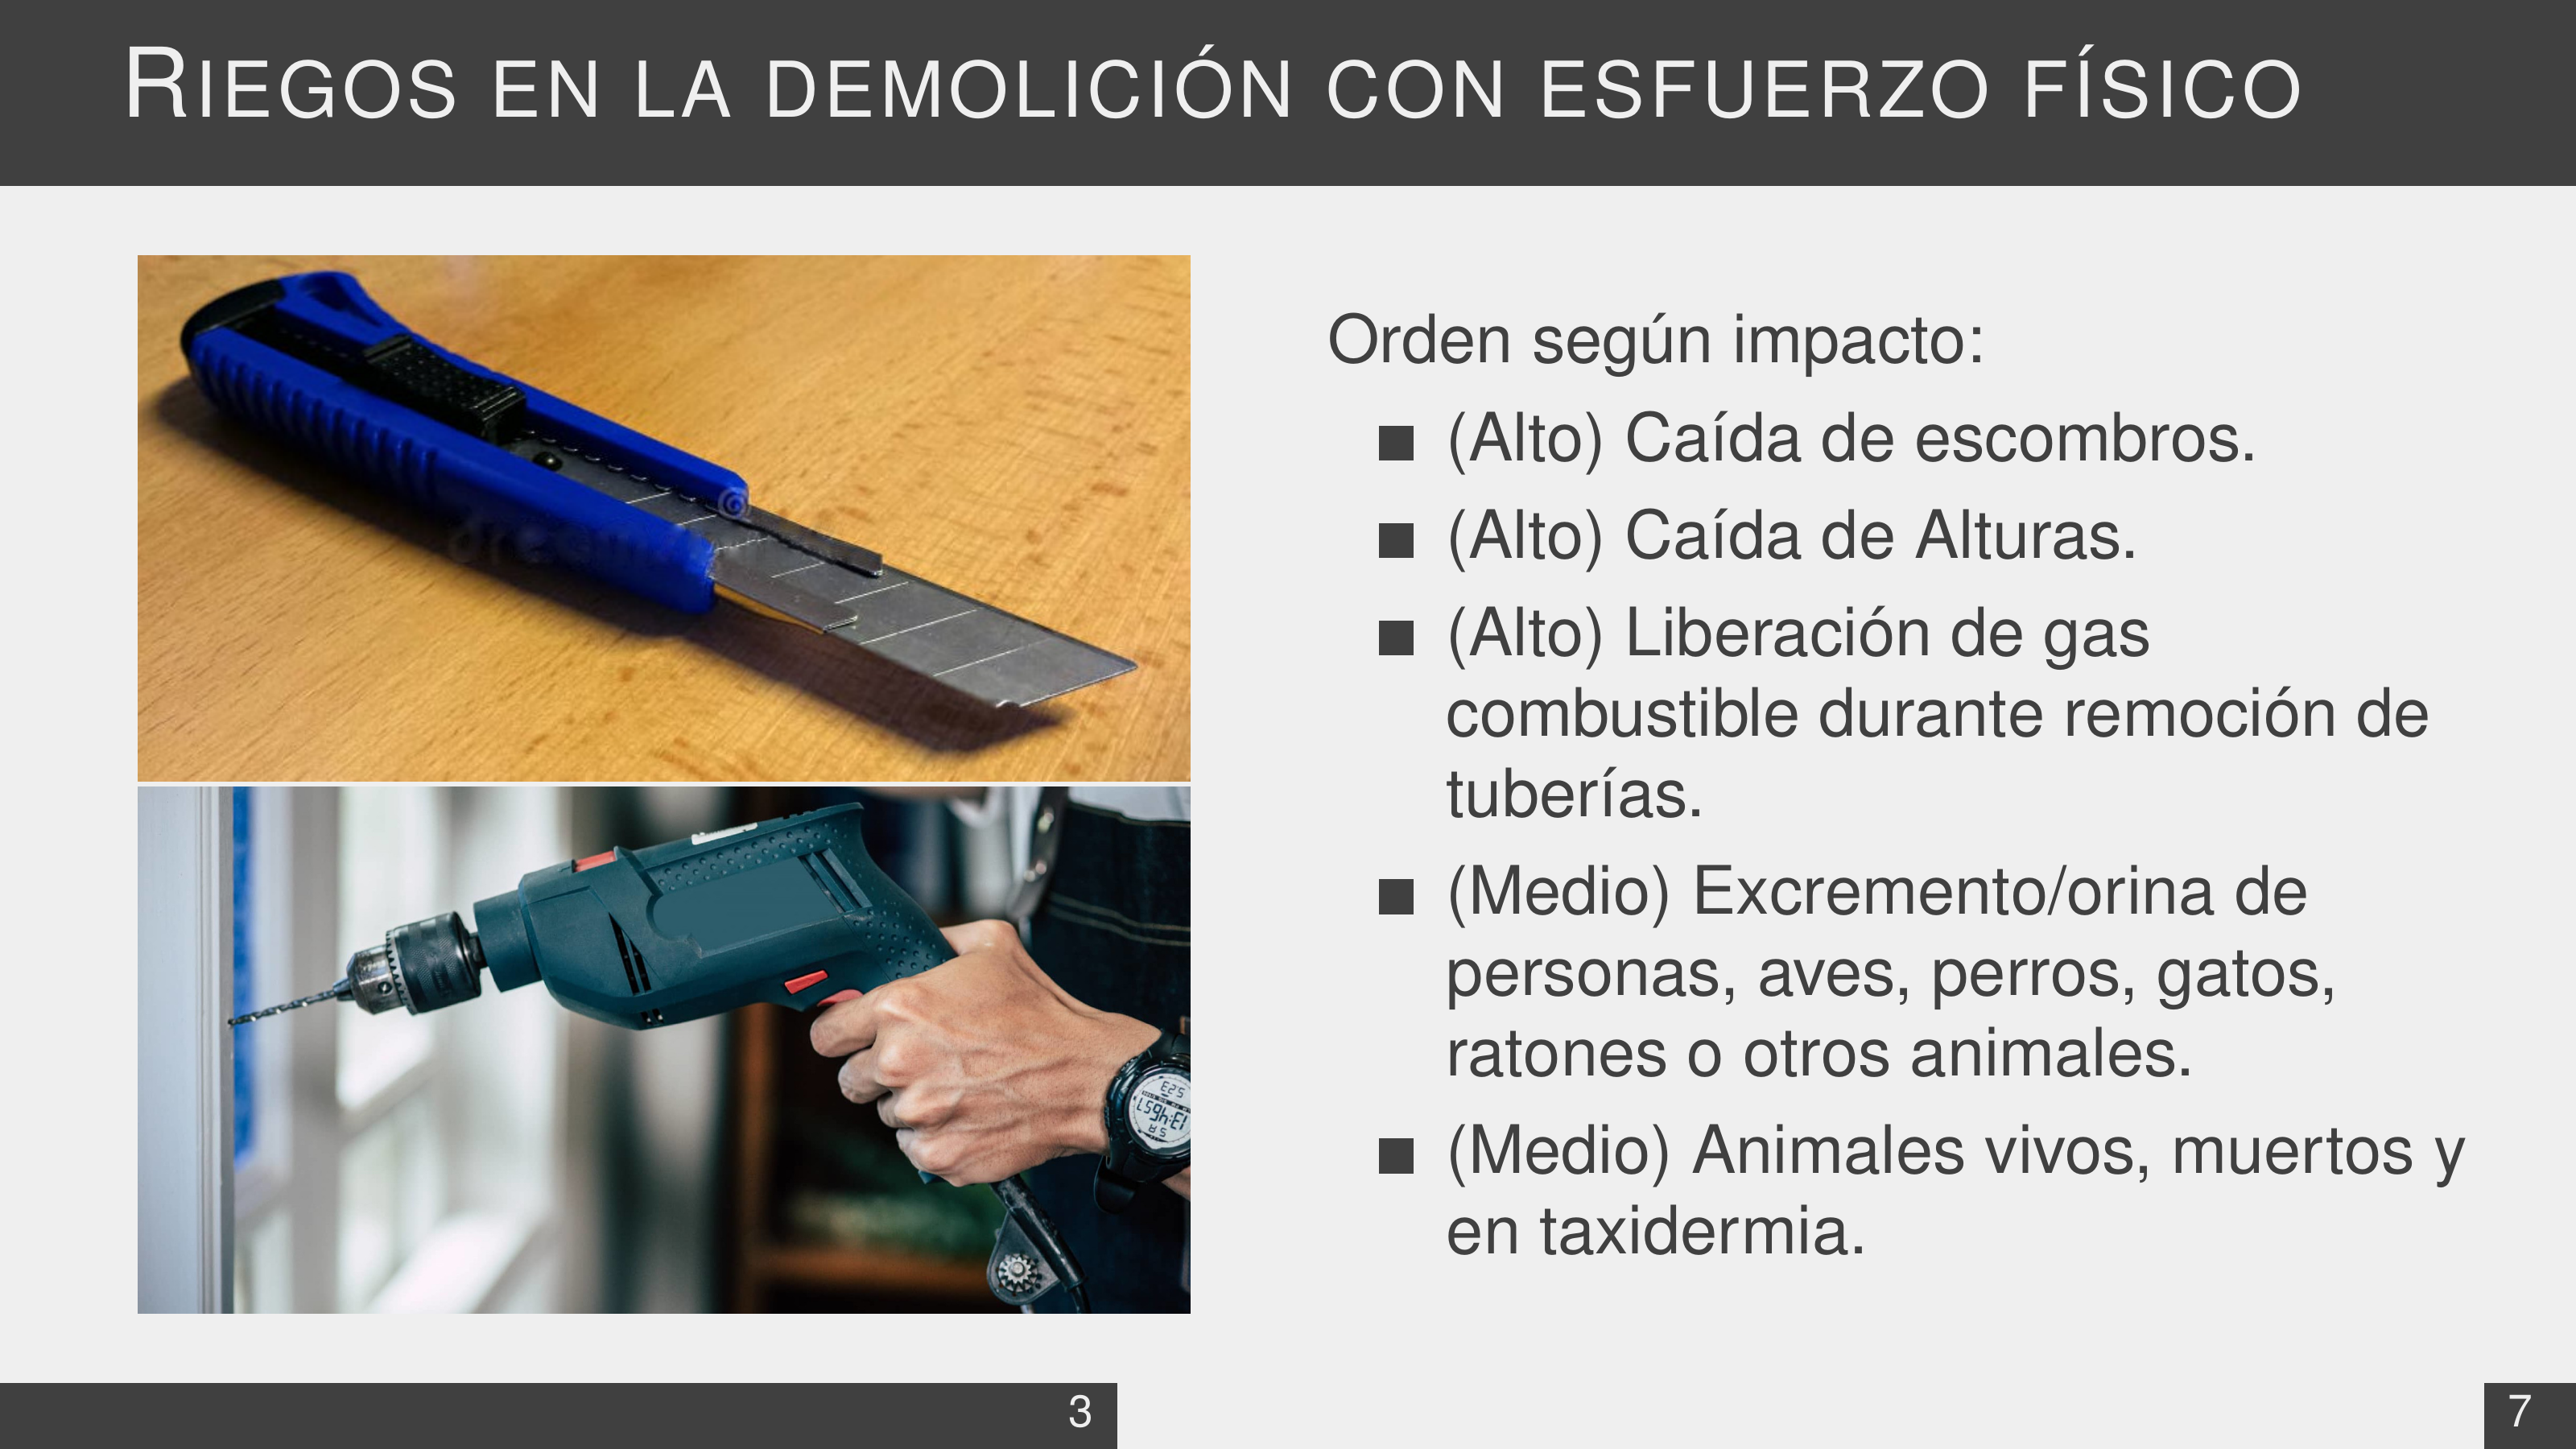 RIEGOS EN LA DEMOLICIÓN CON ESFUERZO FÍSICO
Orden según impacto:
■ (Alto) Caída de escombros.
■ (Alto) Caída de Alturas.
■ (Alto) Liberación de gas
combustible durante remoción de
tuberías.
■ (Medio) Excremento/orina de
personas, aves, perros, gatos,
ratones o otros animales.
■ (Medio) Animales vivos, muertos y
en taxidermia.
3
7